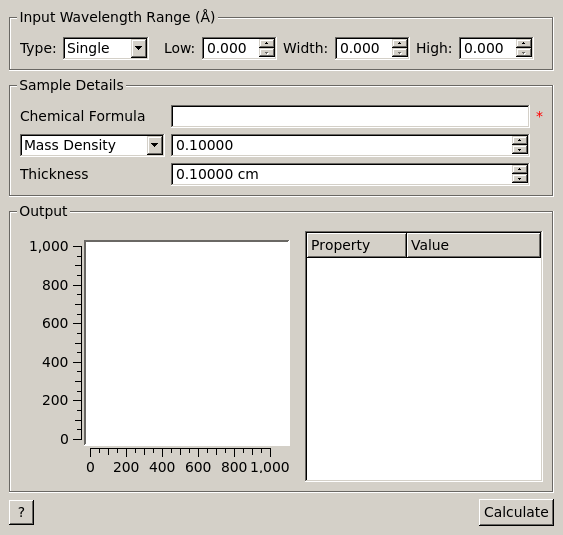 Input Wavelength Range (Å)
Type: Single Low: 0.000 Width: 0.000 High: 0.000
Sample Details
Chemical Formula *
Mass Density 0.10000
Thickness 0.10000 cm
Output
Property Value
1,000
800
600
400
200
0
0 200 400 600 800 1,000
? Calculate